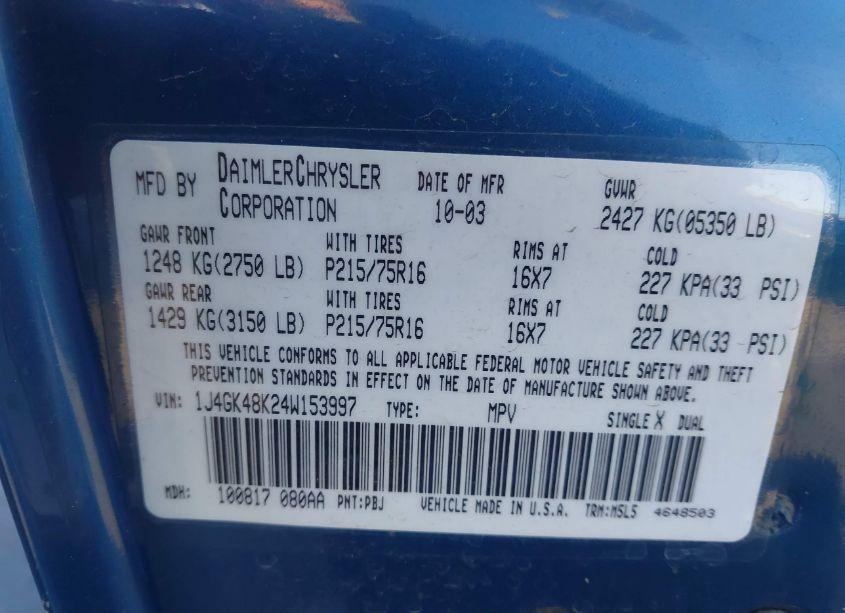 MFD BY DAIMLERCHRYSLER CORPORATION DATE OF MFR 10-03 GVWR 2427 KG(05350 LB)
GAWR FRONT WITH TIRES RIMS AT COLD
1248 KG(2750 LB) P215/75R16 16X7 227 KPA(33 PSI)
GAWR REAR WITH TIRES RIMS AT COLD
1429 KG(3150 LB) P215/75R16 16X7 227 KPA(33 PSI)
THIS VEHICLE CONFORMS TO ALL APPLICABLE FEDERAL MOTOR VEHICLE SAFETY AND THEFT
PREVENTION STANDARDS IN EFFECT ON THE DATE OF MANUFACTURE SHOWN ABOVE.
VIN: 1J4GK48K24W153997 TYPE: MPV SINGLE X DUAL
MDH: 100817 080AA PNT:PBJ VEHICLE MADE IN U.S.A. TRM:M5L5 4648503